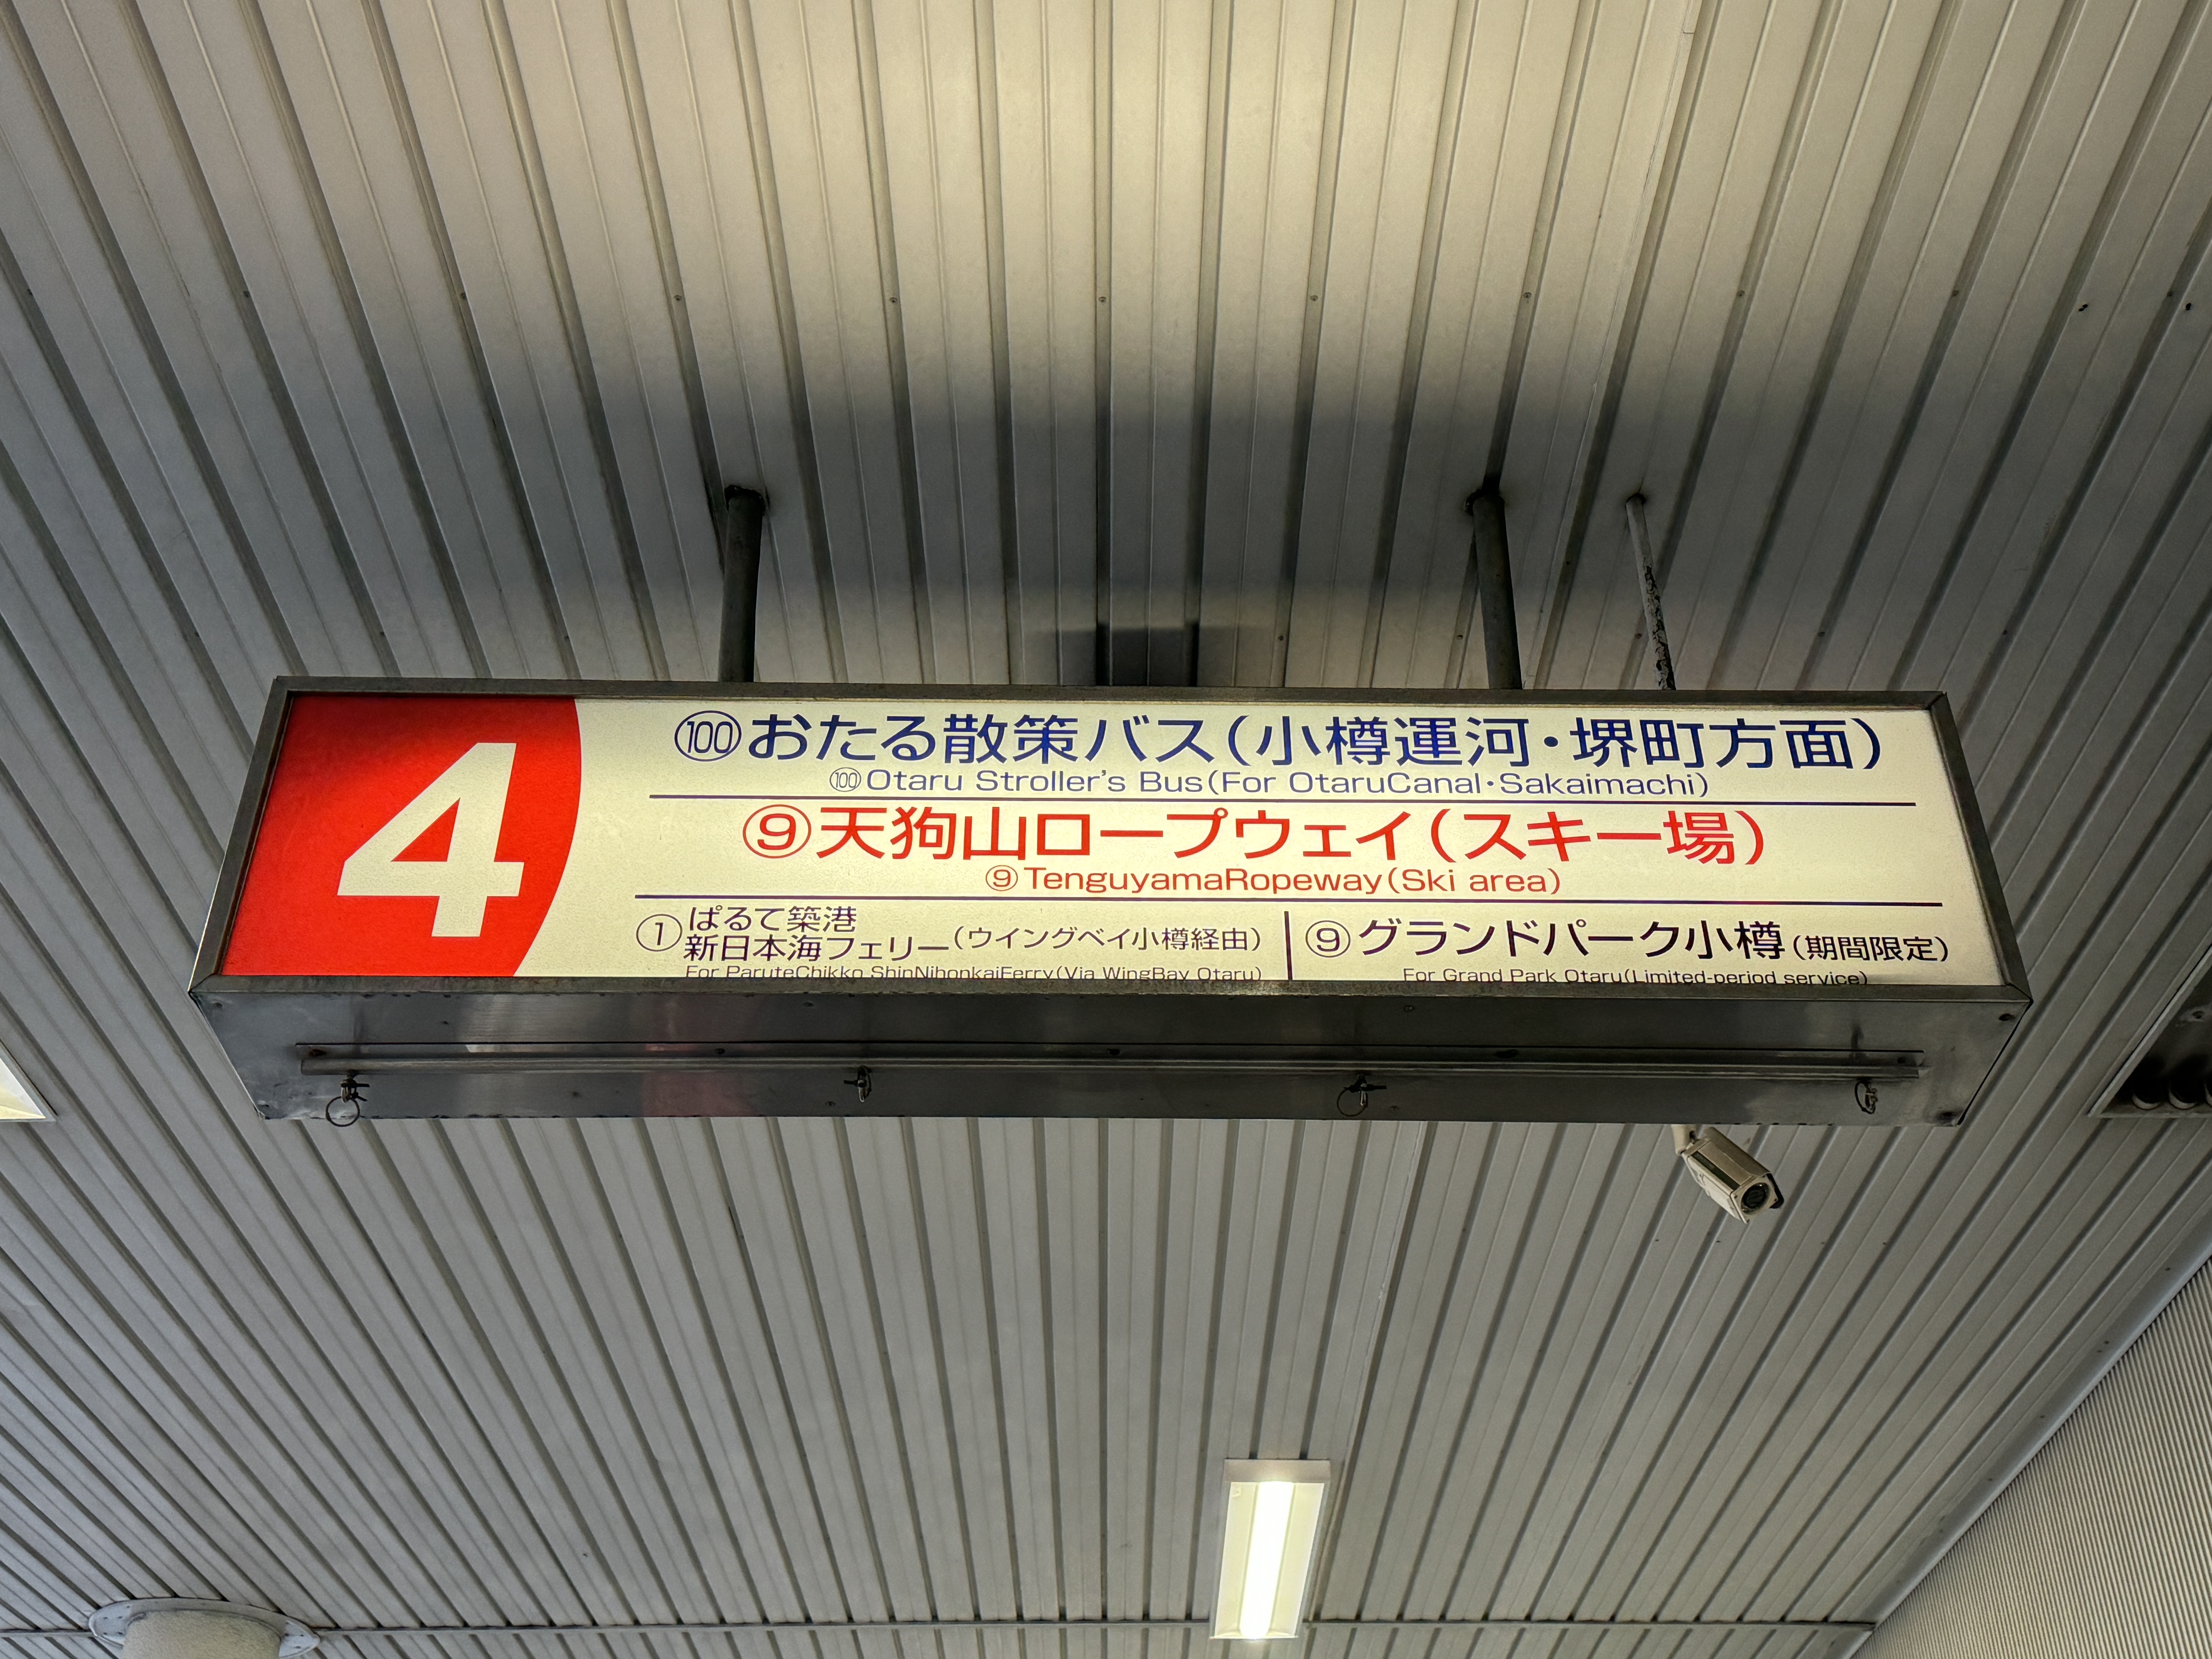 4
⑩⓪おたる散策バス(小樽運河・堺町方面)
⑩⓪Otaru Stroller's Bus(For OtaruCanal・Sakaimachi)
⑨天狗山ロープウェイ(スキー場)
⑨TenguyamaRopeway(Ski area)
①ぱるて築港
新日本海フェリー(ウイングベイ小樽経由)
For ParuteChikko ShinNihonkaiFerry(Via WingBay Otaru)
⑨グランドパーク小樽(期間限定)
For Grand Park Otaru(Limited-period service)